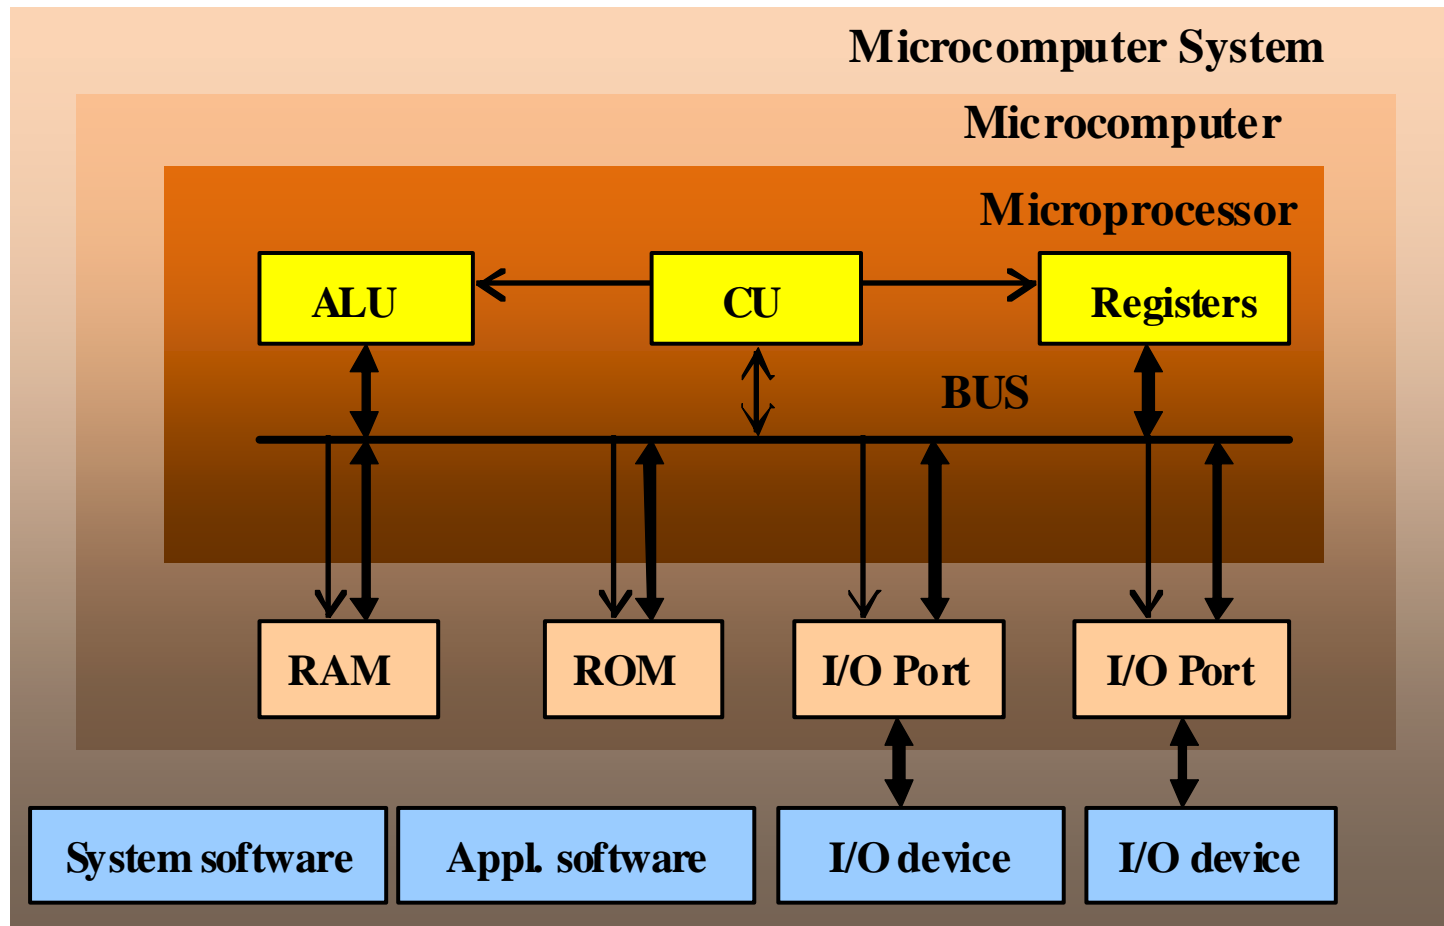 Microcomputer System
Microcomputer
Microprocessor
ALU
CU
Registers
BUS
RAM
ROM
I/O Port
I/O Port
System software
Appl. software
I/O device
I/O device